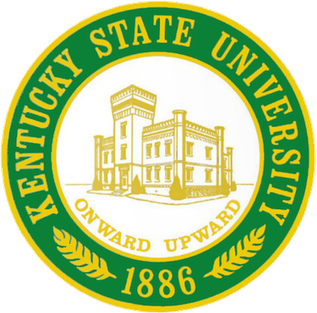 KENTUCKY STATE UNIVERSITY
ONWARD UPWARD
1886